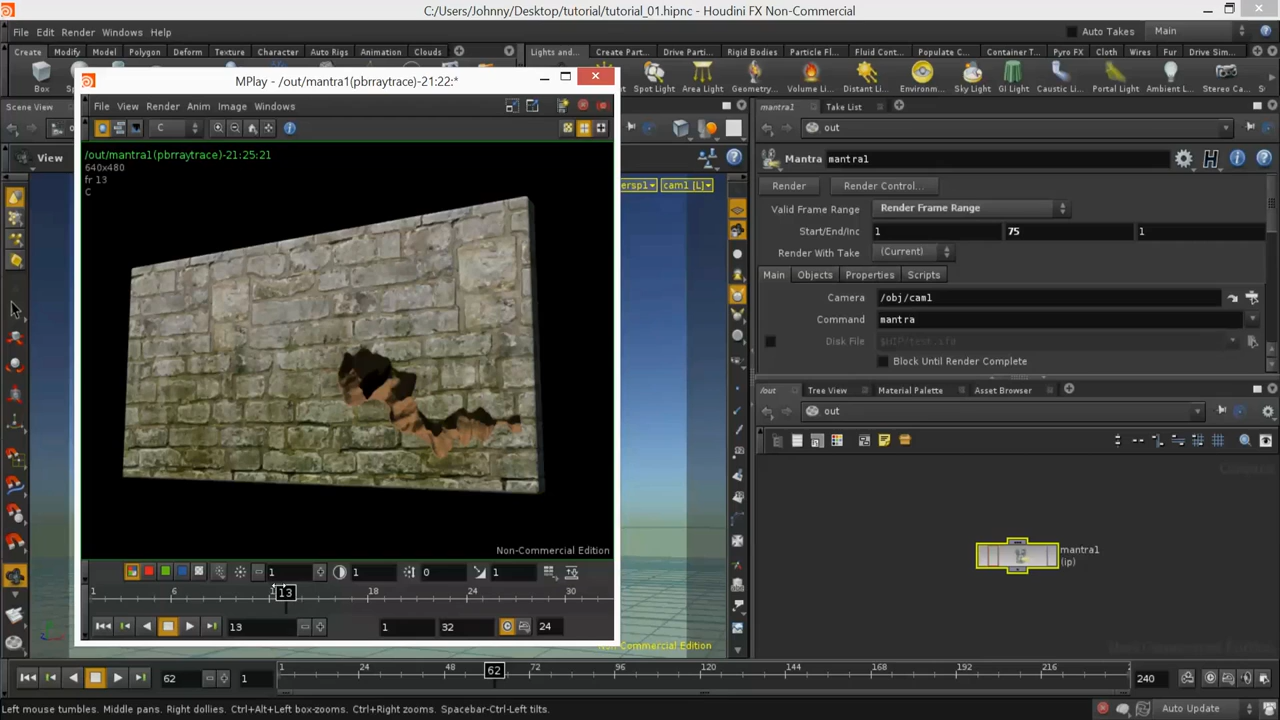 C:/Users/Johnny/Desktop/tutorial/tutorial_01.hipnc - Houdini FX Non-Commercial
File Edit Render Windows Help
Auto Takes Main
Create Modify Model Polygon Deform Texture Character Auto Rigs Animation Clouds
Lights and... Create Part... Drive Parti... Rigid Bodies Particle Fl... Fluid Cont... Populate C... Container T... Pyro FX Cloth Wires Fur Drive Sim...
Box
Spot Light Area Light Volume Li... Distant Li... Environme... Sky Light GI Light Caustic Li... Portal Light Ambient L... Stereo Ca...
MPlay - /out/mantra1(pbrraytrace)-21:22:*
Scene View
File View Render Anim Image Windows
C
View
/out/mantra1(pbrraytrace)-21:25:21
640x480
fr 13
C
ersp1 cam1 [L]
Non-Commercial Edition
1 1 0 1
1 6 13 18 24 30
13 1 32 24
Non-Commercial Edition
mantra1 Take List
out
Mantra mantra1
Render Render Control...
Valid Frame Range Render Frame Range
Start/End/Inc 1 75 1
Render With Take (Current)
Main Objects Properties Scripts
Camera /obj/cam1
Command mantra
Disk File
Block Until Render Complete
/out Tree View Material Palette Asset Browser
out
mantra1
(ip)
1 24 48 62 72 96 120 144 168 192 216
62 1 240
Left mouse tumbles. Middle pans. Right dollies. Ctrl+Alt+Left box-zooms. Ctrl+Right zooms. Spacebar-Ctrl-Left tilts.
Auto Update